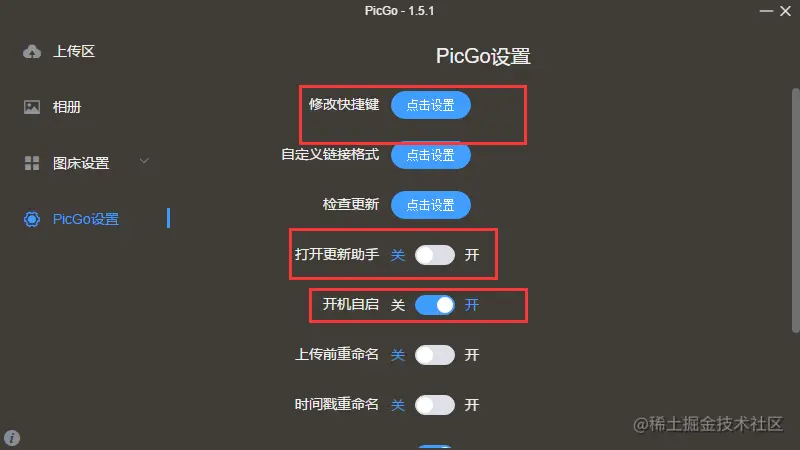 PicGo - 1.5.1
上传区
相册
图床设置
PicGo设置
PicGo设置
修改快捷键 点击设置
自定义链接格式 点击设置
检查更新 点击设置
打开更新助手 关 开
开机自启 关 开
上传前重命名 关 开
时间戳重命名 关 开
@稀土掘金技术社区